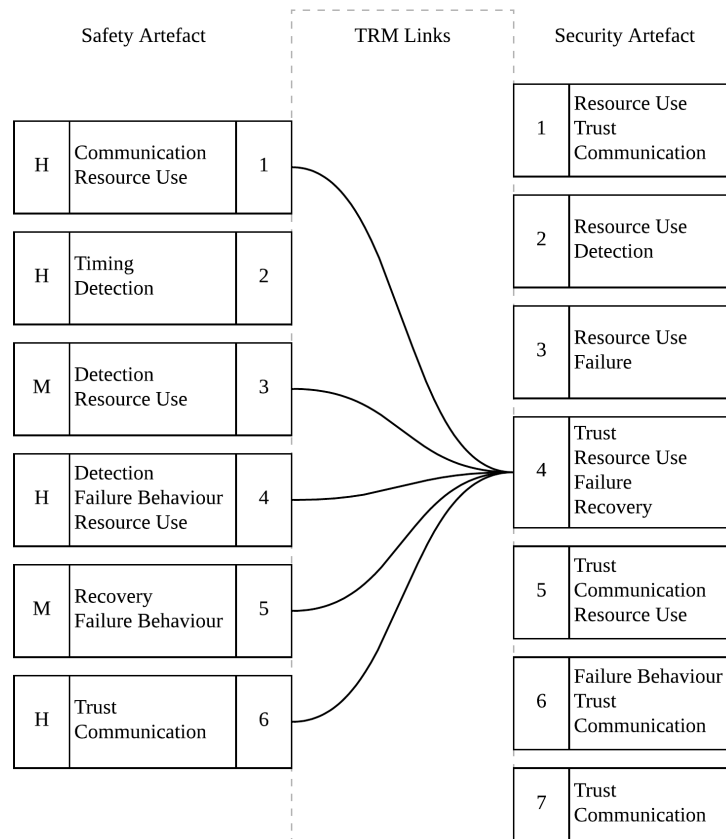 Safety Artefact
TRM Links
Security Artefact
H
Communication
Resource Use
1
H
Timing
Detection
2
M
Detection
Resource Use
3
H
Detection
Failure Behaviour
Resource Use
4
M
Recovery
Failure Behaviour
5
H
Trust
Communication
6
1
Resource Use
Trust
Communication
2
Resource Use
Detection
3
Resource Use
Failure
4
Trust
Resource Use
Failure
Recovery
5
Trust
Communication
Resource Use
6
Failure Behaviour
Trust
Communication
7
Trust
Communication